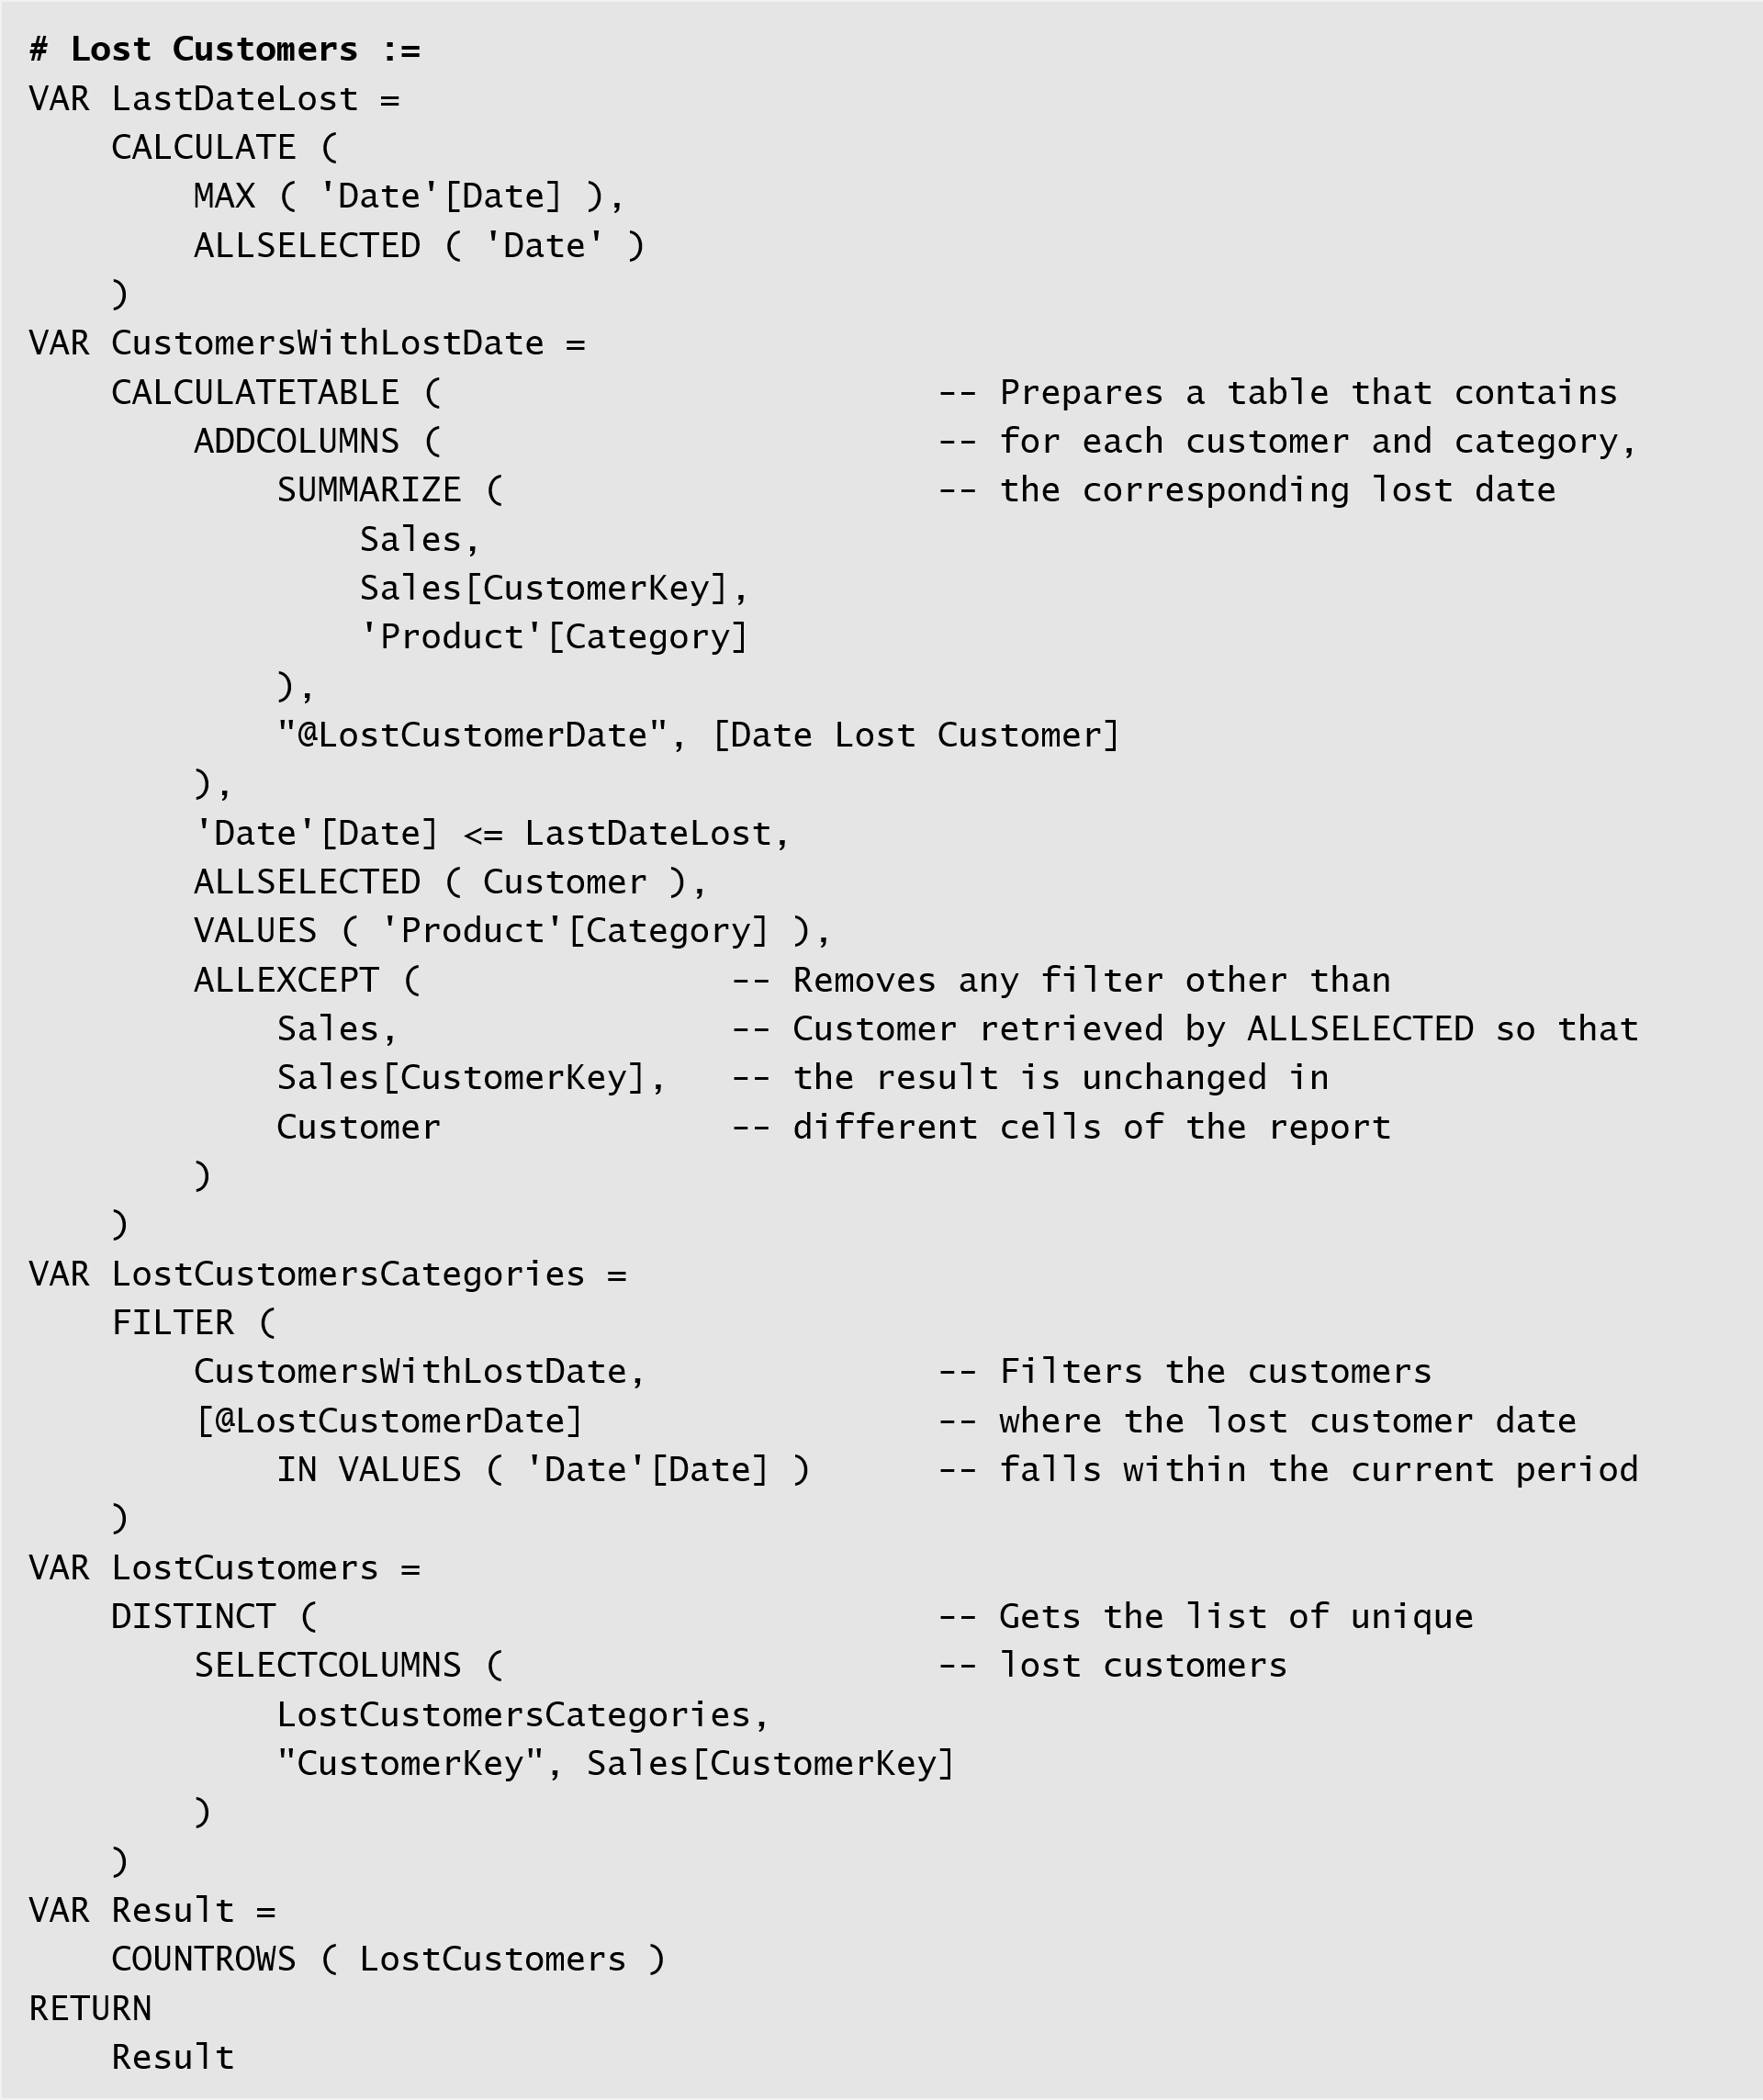 # Lost Customers :=
VAR LastDateLost =
    CALCULATE (
        MAX ( 'Date'[Date] ),
        ALLSELECTED ( 'Date' )
    )
VAR CustomersWithLostDate =
    CALCULATETABLE (                        -- Prepares a table that contains
        ADDCOLUMNS (                        -- for each customer and category,
            SUMMARIZE (                     -- the corresponding lost date
                Sales,
                Sales[CustomerKey],
                'Product'[Category]
            ),
            "@LostCustomerDate", [Date Lost Customer]
        ),
        'Date'[Date] <= LastDateLost,
        ALLSELECTED ( Customer ),
        VALUES ( 'Product'[Category] ),
        ALLEXCEPT (               -- Removes any filter other than
            Sales,                -- Customer retrieved by ALLSELECTED so that
            Sales[CustomerKey],   -- the result is unchanged in
            Customer              -- different cells of the report
        )
    )
VAR LostCustomersCategories =
    FILTER (
        CustomersWithLostDate,              -- Filters the customers
        [@LostCustomerDate]                 -- where the lost customer date
            IN VALUES ( 'Date'[Date] )      -- falls within the current period
    )
VAR LostCustomers =
    DISTINCT (                              -- Gets the list of unique
        SELECTCOLUMNS (                     -- lost customers
            LostCustomersCategories,
            "CustomerKey", Sales[CustomerKey]
        )
    )
VAR Result =
    COUNTROWS ( LostCustomers )
RETURN
    Result